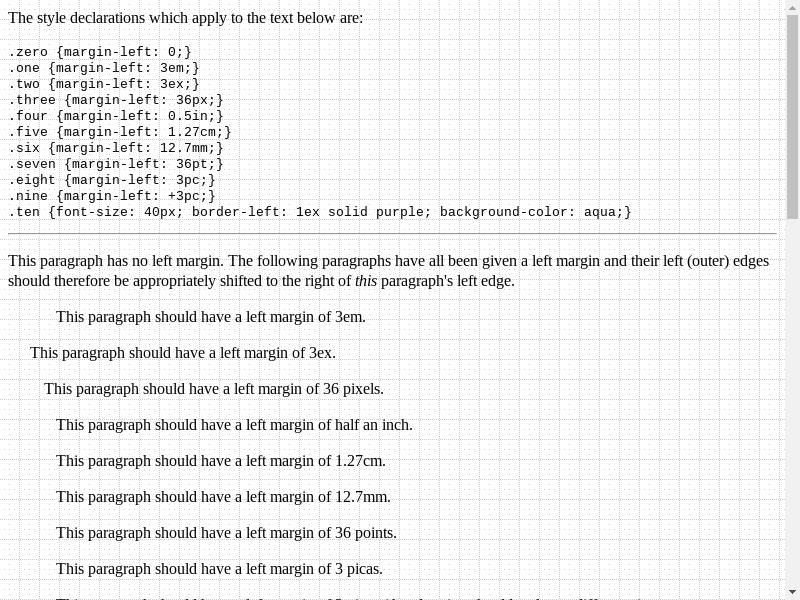 The style declarations which apply to the text below are:
.zero {margin-left: 0;}
.one {margin-left: 3em;}
.two {margin-left: 3ex;}
.three {margin-left: 36px;}
.four {margin-left: 0.5in;}
.five {margin-left: 1.27cm;}
.six {margin-left: 12.7mm;}
.seven {margin-left: 36pt;}
.eight {margin-left: 3pc;}
.nine {margin-left: +3pc;}
.ten {font-size: 40px; border-left: 1ex solid purple; background-color: aqua;}
This paragraph has no left margin. The following paragraphs have all been given a left margin and their left (outer) edges
should therefore be appropriately shifted to the right of this paragraph's left edge.
This paragraph should have a left margin of 3em.
This paragraph should have a left margin of 3ex.
This paragraph should have a left margin of 36 pixels.
This paragraph should have a left margin of half an inch.
This paragraph should have a left margin of 1.27cm.
This paragraph should have a left margin of 12.7mm.
This paragraph should have a left margin of 36 points.
This paragraph should have a left margin of 3 picas.